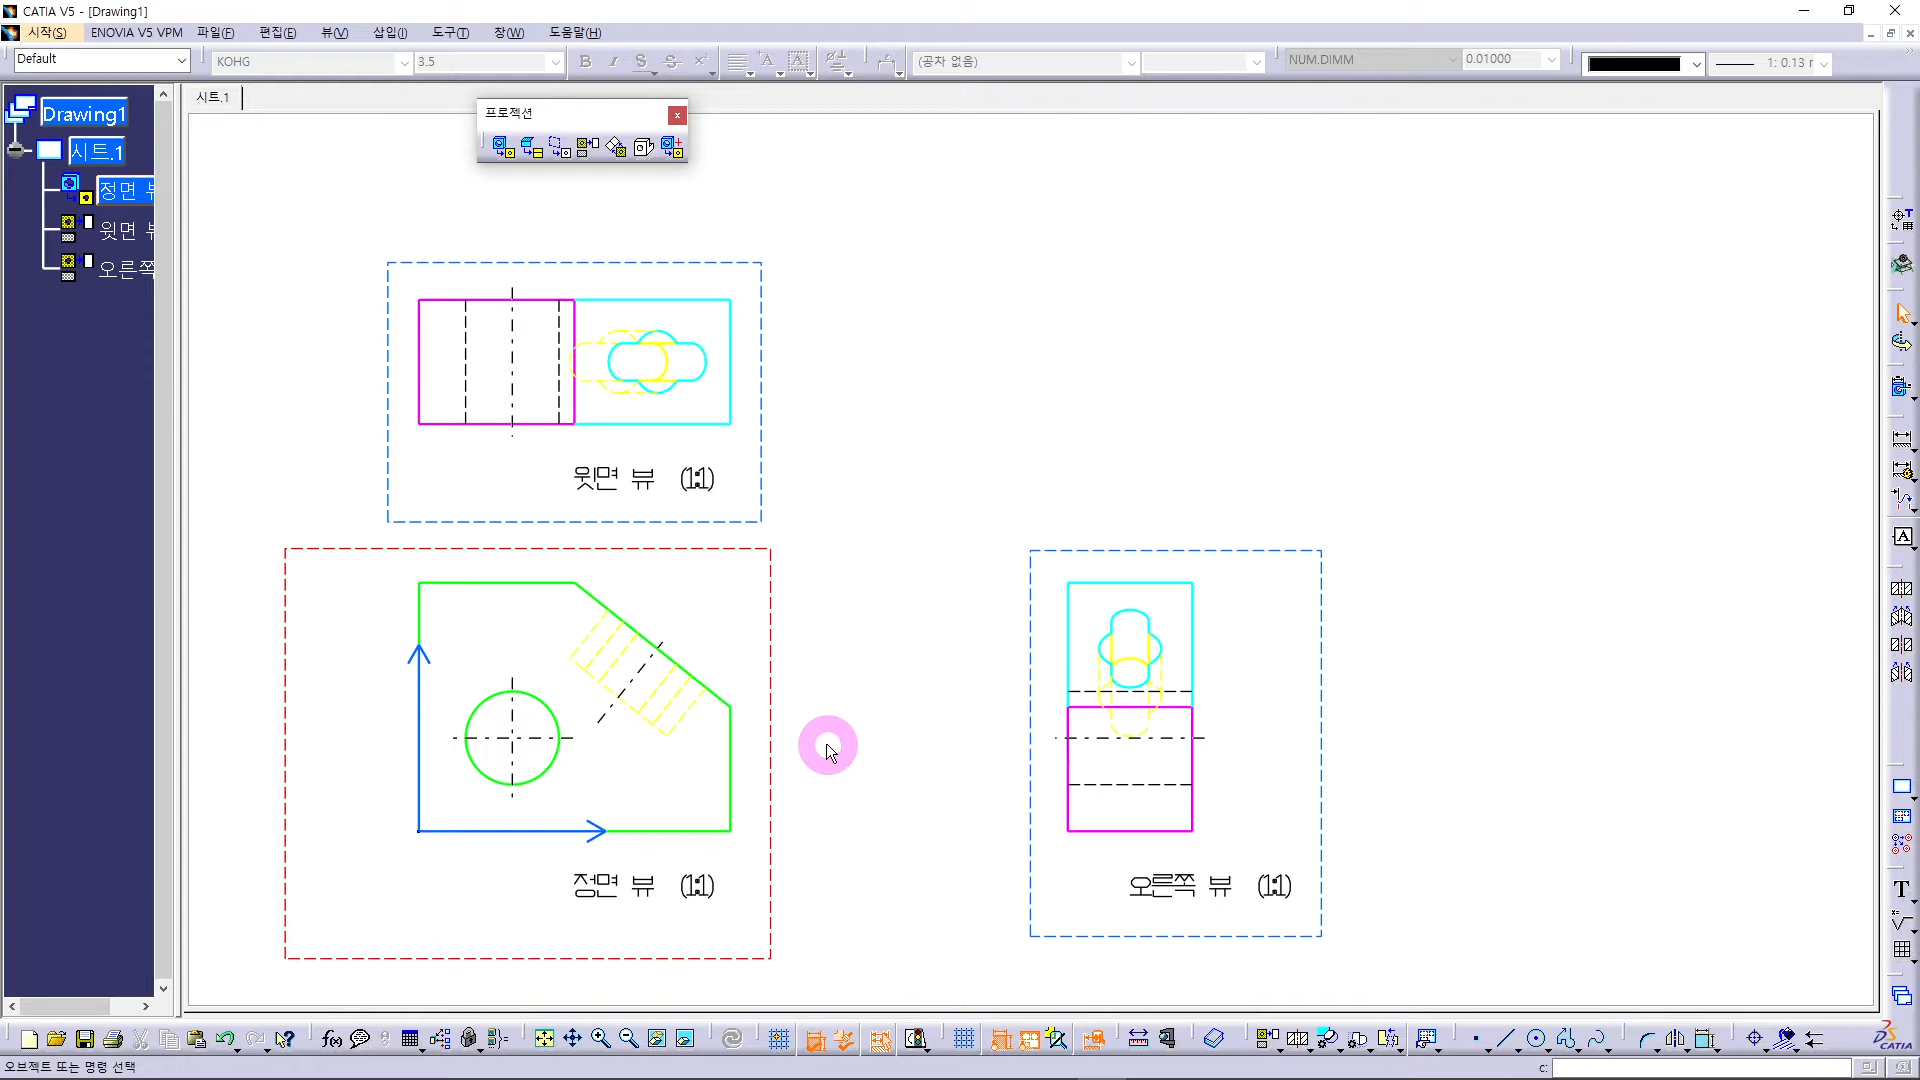 CATIA V5 - [Drawing1]
시작(S) ENOVIA V5 VPM 파일(F) 편집(E) 뷰(V) 삽입(I) 도구(T) 창(W) 도움말(H)
Default KOHG 3.5 B I S S (공차 없음) NUM.DIMM 0.01000 1: 0.13 r
시트.1
프로젝션
Drawing1
시트.1
정면 뷰
윗면 뷰
오른쪽
윗면 뷰 (1:1)
정면 뷰 (1:1)
오른쪽 뷰 (1:1)
오브젝트 또는 명령 선택
c:
CATIA